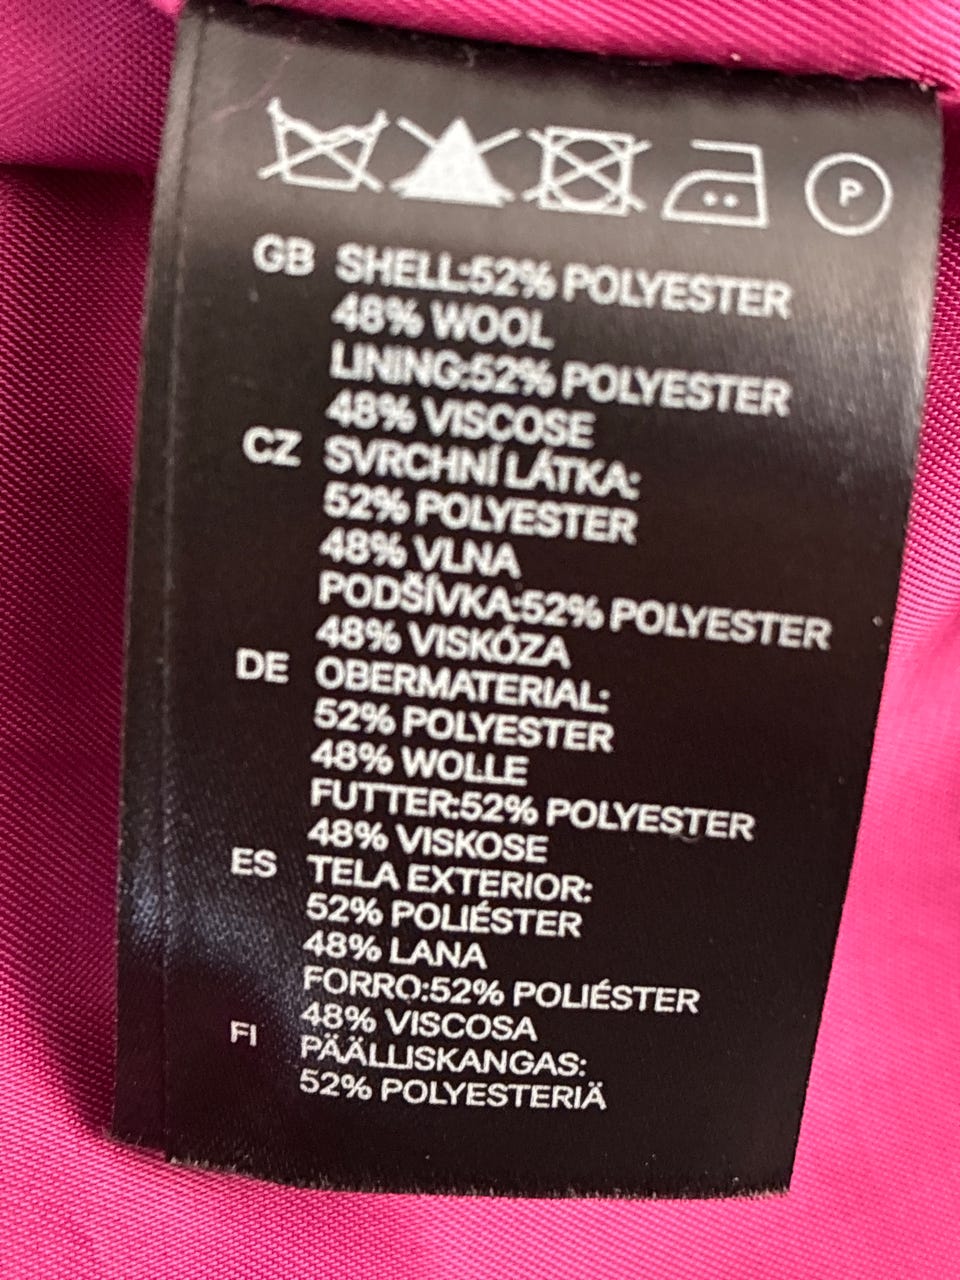 P
GB SHELL:52% POLYESTER
48% WOOL
LINING:52% POLYESTER
48% VISCOSE
CZ SVRCHNÍ LÁTKA:
52% POLYESTER
48% VLNA
PODŠÍVKA:52% POLYESTER
48% VISKÓZA
DE OBERMATERIAL:
52% POLYESTER
48% WOLLE
FUTTER:52% POLYESTER
48% VISKOSE
ES TELA EXTERIOR:
52% POLIÉSTER
48% LANA
FORRO:52% POLIÉSTER
48% VISCOSA
FI PÄÄLLISKANGAS:
52% POLYESTERIÄ